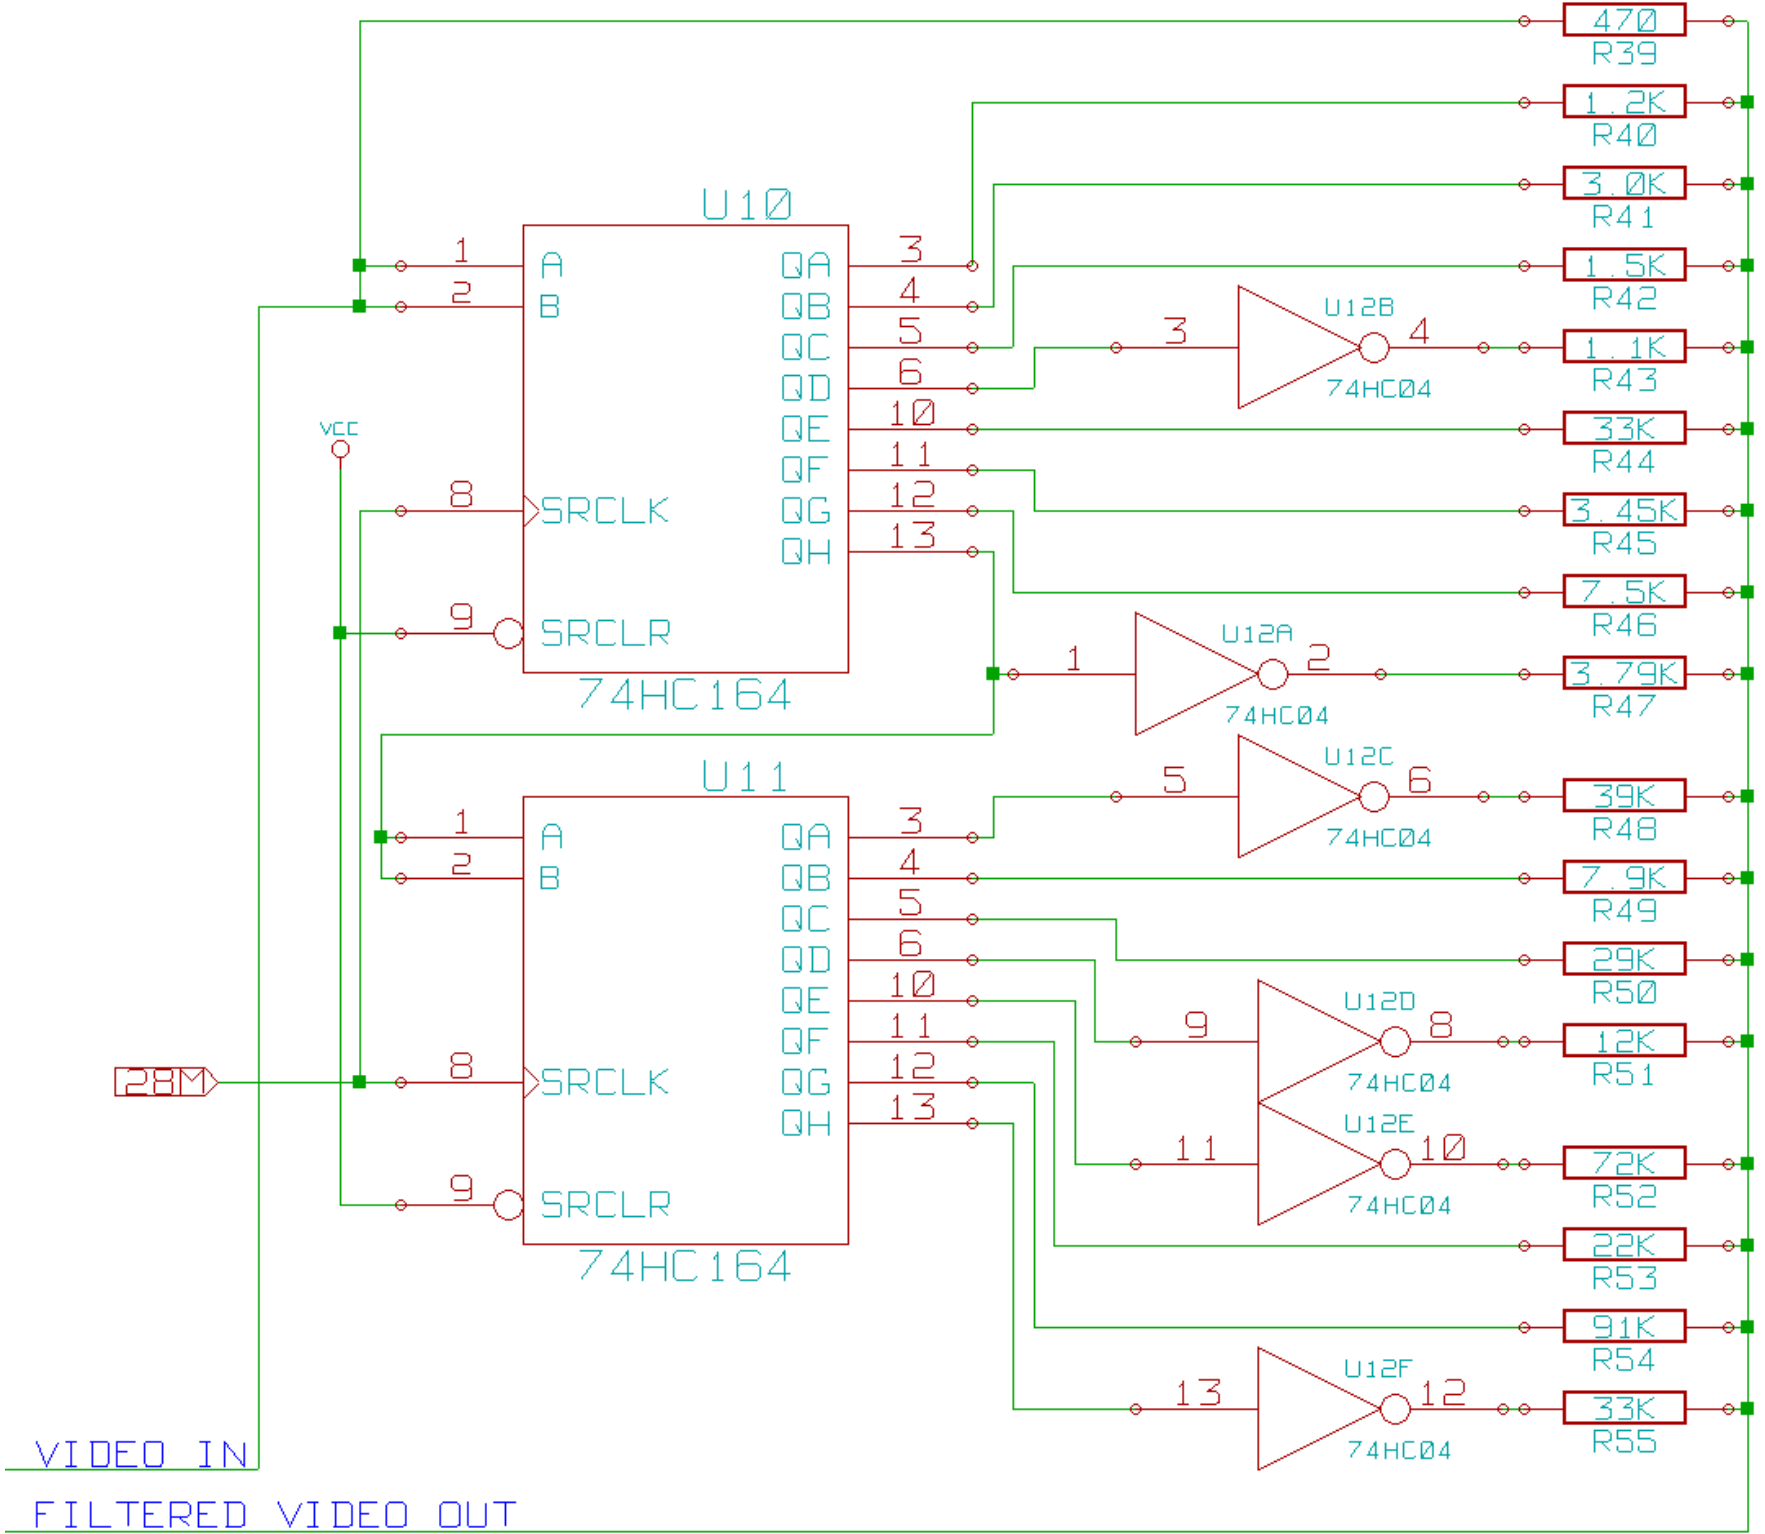 470
R39
1.2K
R40
3.0K
R41
U10
1 A QA 3
2 B QB 4
QC 5
QD 6
QE 10
QF 11
8 SRCLK QG 12
QH 13
9 SRCLR
74HC164
VCC
1.5K
R42
U12B
3 4
74HC04
1.1K
R43
33K
R44
3.45K
R45
7.5K
R46
U12A
1 2
74HC04
3.79K
R47
U12C
5 6
74HC04
39K
R48
U11
1 A QA 3
2 B QB 4
QC 5
QD 6
QE 10
QF 11
28M 8 SRCLK QG 12
QH 13
9 SRCLR
74HC164
7.9K
R49
29K
R50
U12D
9 8
74HC04
12K
R51
U12E
11 10
74HC04
72K
R52
22K
R53
91K
R54
U12F
13 12
74HC04
33K
R55
VIDEO IN
FILTERED VIDEO OUT